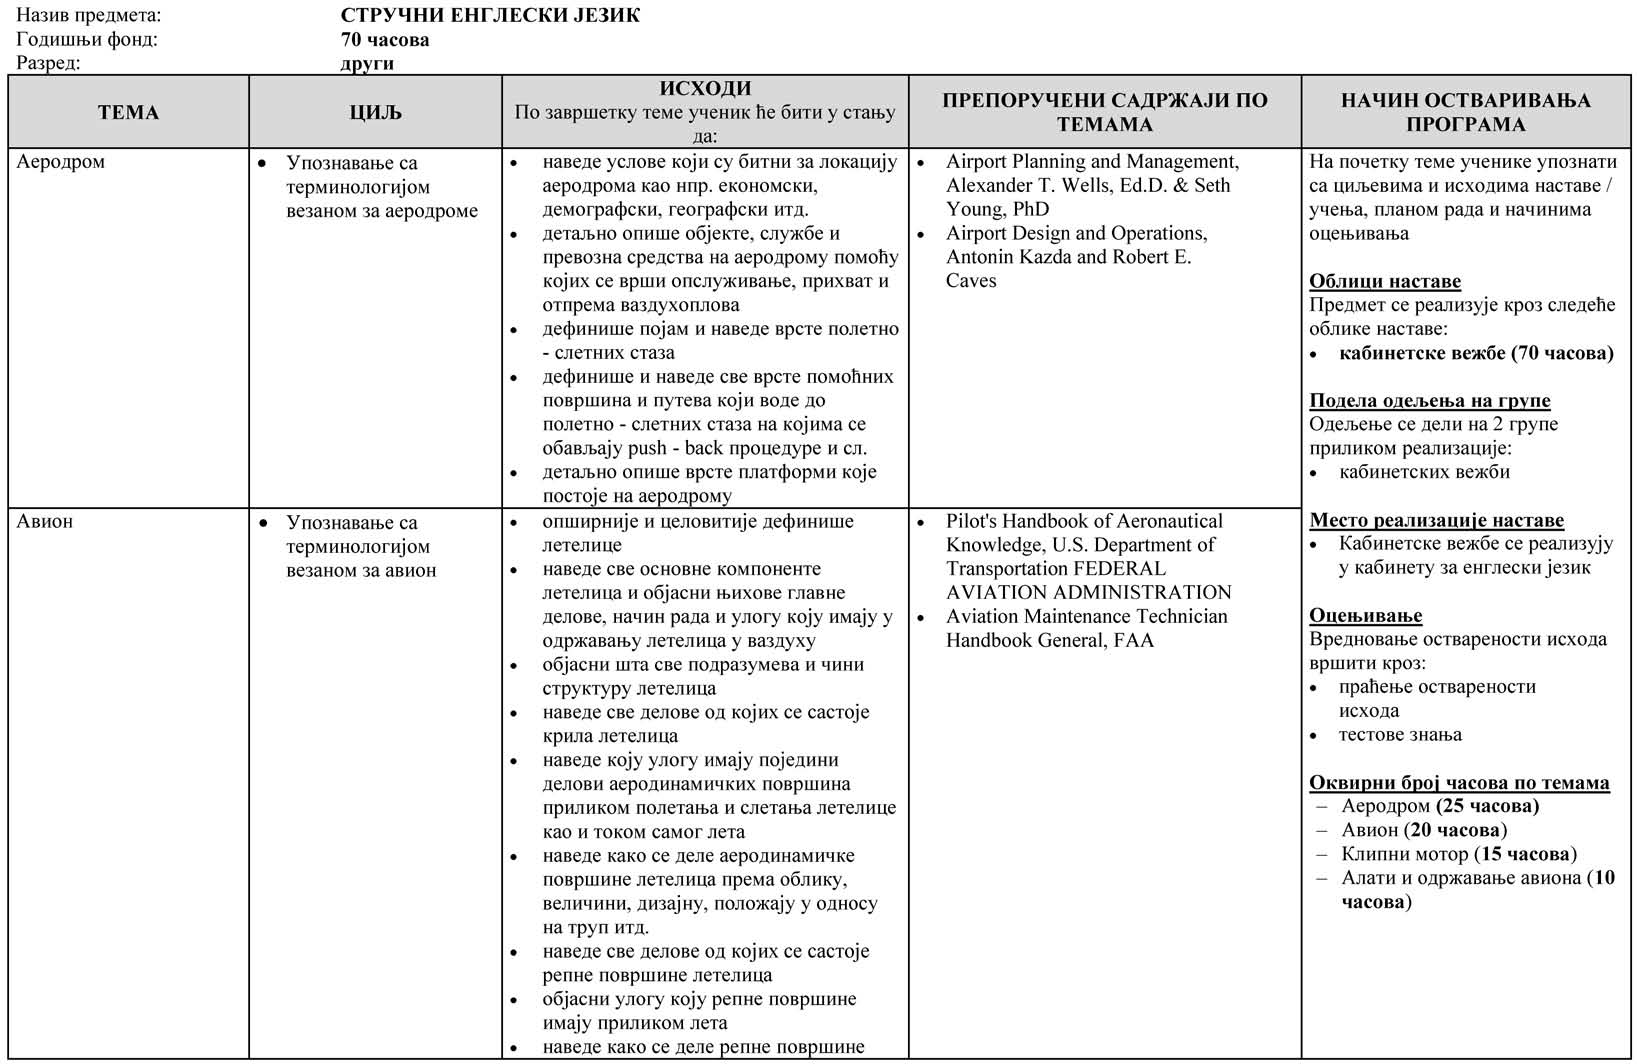 Назив предмета: СТРУЧНИ ЕНГЛЕСКИ ЈЕЗИК
Годишњи фонд: 70 часова
Разред: други
ТЕМА
ЦИЉ
ИСХОДИ
По завршетку теме ученик ће бити у стању
да:
ПРЕПОРУЧЕНИ САДРЖАЈИ ПО
ТЕМАМА
НАЧИН ОСТВАРИВАЊА
ПРОГРАМА
Аеродром
• Упознавање са
терминологијом
везаном за аеродроме
• наведе услове који су битни за локацију
аеродрома као нпр. економски,
демографски, географски итд.
• детаљно опише објекте, службе и
превозна средства на аеродрому помоћу
којих се врши опслуживање, прихват и
отпрема ваздухоплова
• дефинише појам и наведе врсте полетно
- слетних стаза
• дефинише и наведе све врсте помоћних
површина и путева који воде до
полетно - слетних стаза на којима се
обављају push - back процедуре и сл.
• детаљно опише врсте платформи које
постоје на аеродрому
• Airport Planning and Management,
Alexander T. Wells, Ed.D. & Seth
Young, PhD
• Airport Design and Operations,
Antonin Kazda and Robert E.
Caves
Авион
• Упознавање са
терминологијом
везаном за авион
• опширније и целовитије дефинише
летелице
• наведе све основне компоненте
летелица и објасни њихове главне
делове, начин рада и улогу коју имају у
одржавању летелица у ваздуху
• објасни шта све подразумева и чини
структуру летелица
• наведе све делове од којих се састоје
крила летелица
• наведе коју улогу имају поједини
делови аеродинамичких површина
приликом полетања и слетања летелице
као и током самог лета
• наведе како се деле аеродинамичке
површине летелица према облику,
величини, дизајну, положају у односу
на труп итд.
• наведе све делове од којих се састоје
репне површине летелица
• објасни улогу коју репне површине
имају приликом лета
• наведе како се деле репне површине
• Pilot's Handbook of Aeronautical
Knowledge, U.S. Department of
Transportation FEDERAL
AVIATION ADMINISTRATION
• Aviation Maintenance Technician
Handbook General, FAA
На почетку теме ученике упознати
са циљевима и исходима наставе /
учења, планом рада и начинима
оцењивања
Облици наставе
Предмет се реализује кроз следеће
облике наставе:
• кабинетске вежбе (70 часова)
Подела одељења на групе
Одељење се дели на 2 групе
приликом реализације:
• кабинетских вежби
Место реализације наставе
• Кабинетске вежбе се реализују
у кабинету за енглески језик
Оцењивање
Вредновање остварености исхода
вршити кроз:
• праћење остварености
исхода
• тестове знања
Оквирни број часова по темама
– Аеродром (25 часова)
– Авион (20 часова)
– Клипни мотор (15 часова)
– Алати и одржавање авиона (10
часова)